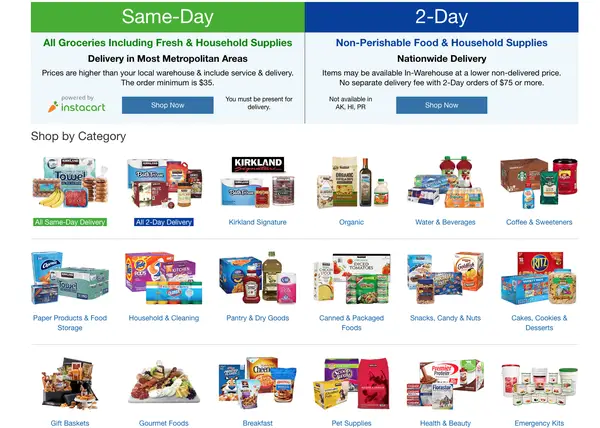 Same-Day
2-Day
All Groceries Including Fresh & Household Supplies
Delivery in Most Metropolitan Areas
Prices are higher than your local warehouse & include service & delivery.
The order minimum is $35.
powered by
instacart
Shop Now
You must be present for
delivery.
Non-Perishable Food & Household Supplies
Nationwide Delivery
Items may be available In-Warehouse at a lower non-delivered price.
No separate delivery fee with 2-Day orders of $75 or more.
Not available in
AK, HI, PR
Shop Now
Shop by Category
KIRKLAND
Signature
All Same-Day Delivery
All 2-Day Delivery
Kirkland Signature
Organic
Water & Beverages
Coffee & Sweeteners
RITZ
Paper Products & Food
Storage
Household & Cleaning
Pantry & Dry Goods
Canned & Packaged
Foods
Snacks, Candy & Nuts
Cakes, Cookies &
Desserts
Gift Baskets
Gourmet Foods
Breakfast
Pet Supplies
Health & Beauty
Emergency Kits